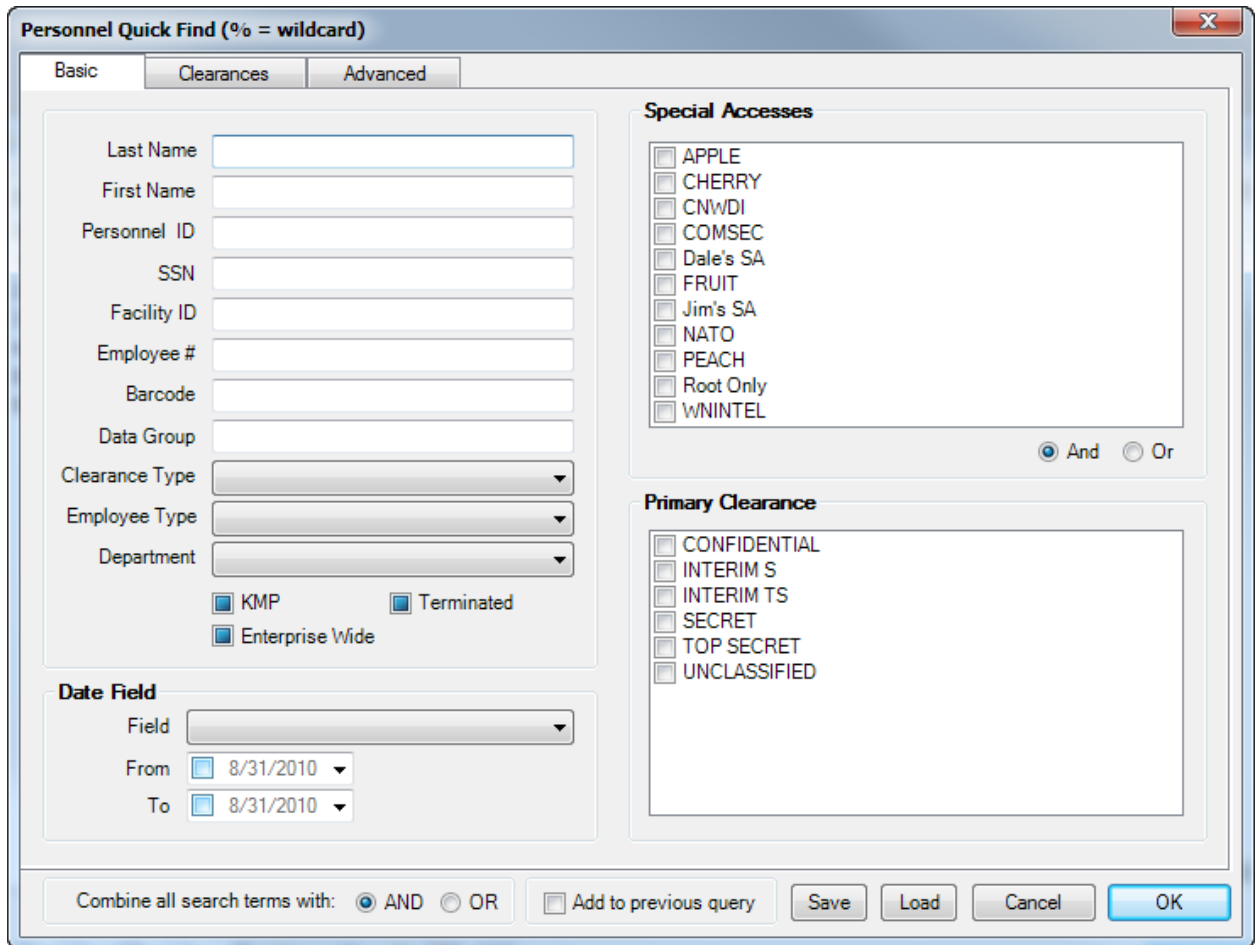 Personnel Quick Find (% = wildcard)
Basic
Clearances
Advanced
Last Name
First Name
Personnel ID
SSN
Facility ID
Employee #
Barcode
Data Group
Clearance Type
Employee Type
Department
KMP
Terminated
Enterprise Wide
Date Field
Field
From 8/31/2010
To 8/31/2010
Special Accesses
APPLE
CHERRY
CNWDI
COMSEC
Dale's SA
FRUIT
Jim's SA
NATO
PEACH
Root Only
WNINTEL
And Or
Primary Clearance
CONFIDENTIAL
INTERIM S
INTERIM TS
SECRET
TOP SECRET
UNCLASSIFIED
Combine all search terms with: AND OR
Add to previous query
Save
Load
Cancel
OK